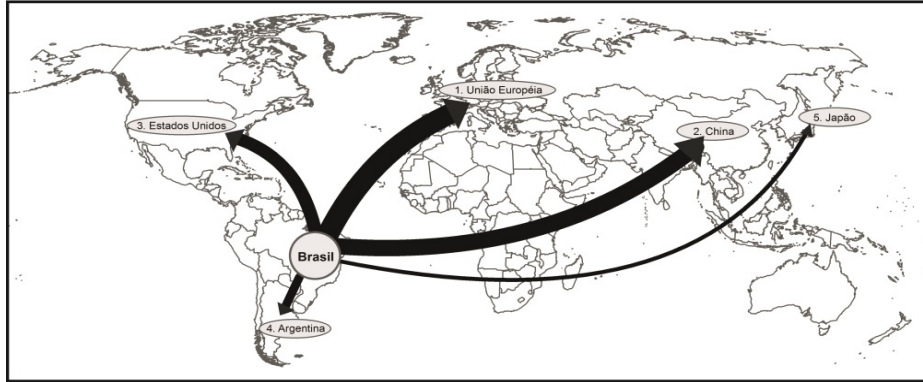 1. União Européia
3. Estados Unidos
2. China
5. Japão
Brasil
4. Argentina